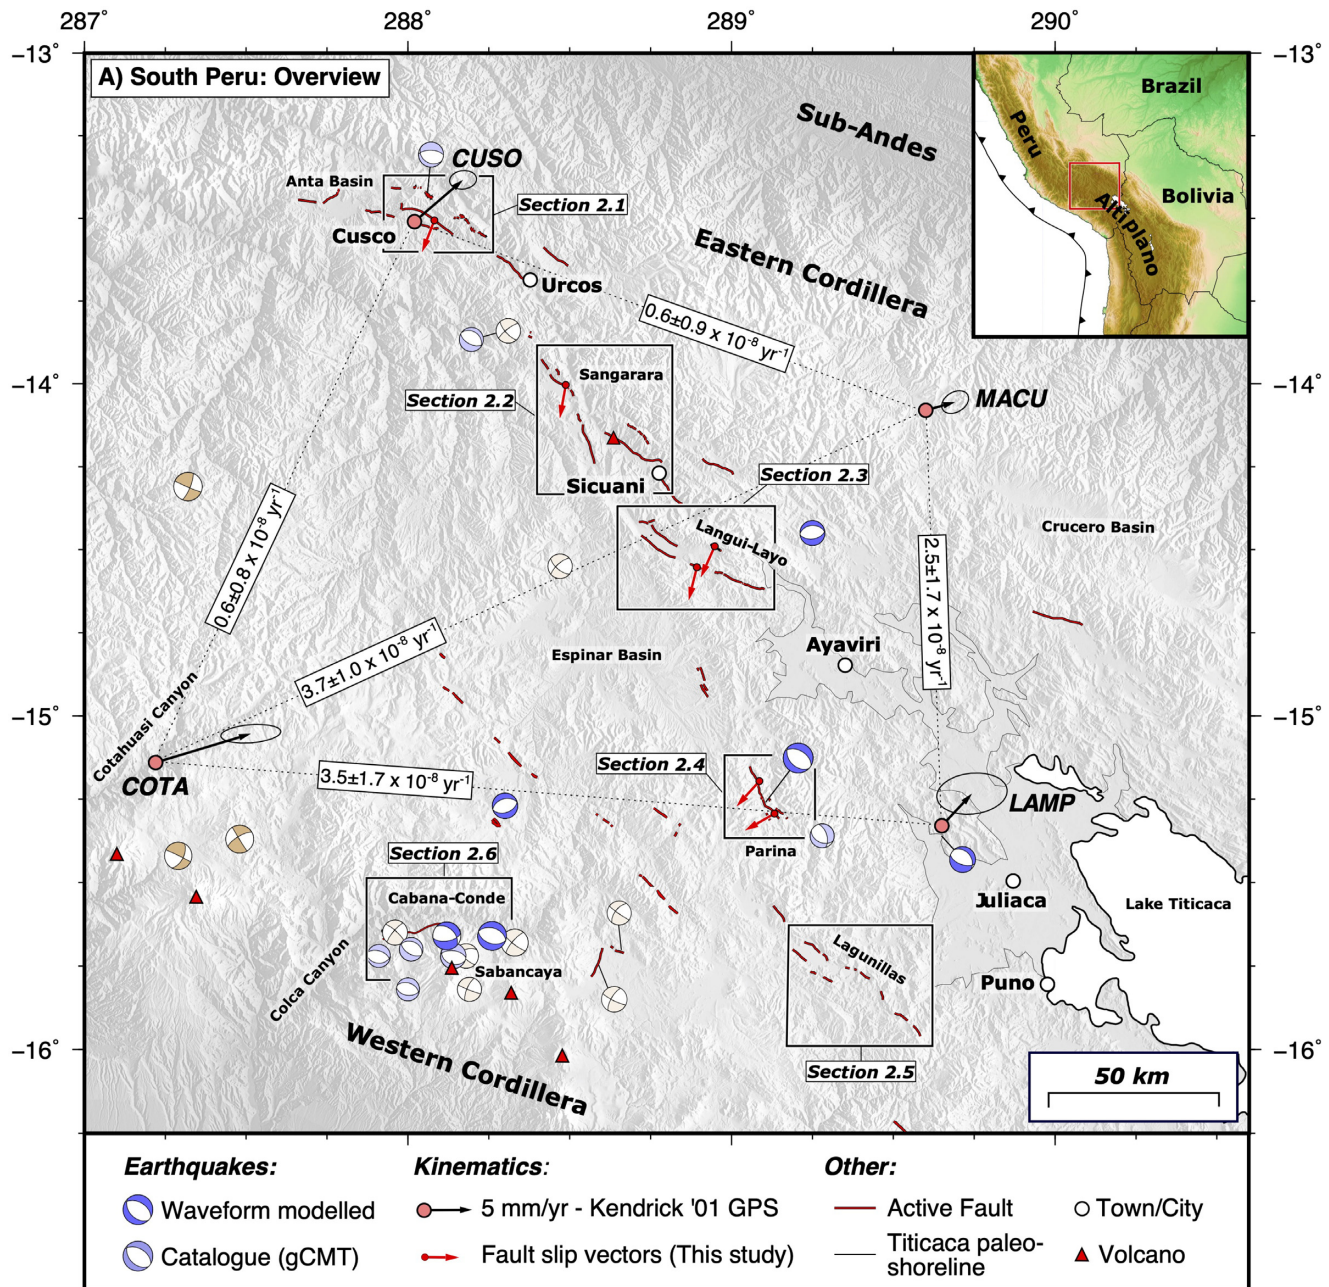 287° 288° 289° 290°
-13° -13°
A) South Peru: Overview
Brazil
Sub-Andes
Peru
CUSO
Anta Basin
Bolivia
Section 2.1
Altiplano
Cusco
Eastern Cordillera
Urcos
0.6±0.9 x 10⁻⁸ yr⁻¹
Sangarara
-14° -14°
Section 2.2
MACU
Section 2.3
Sicuani
0.6±0.8 x 10⁻⁸ yr⁻¹
Langui-Layo
Crucero Basin
2.5±1.7 x 10⁻⁸ yr⁻¹
Ayaviri
Espinar Basin
3.7±1.0 x 10⁻⁸ yr⁻¹
-15° -15°
Cotahuasi Canyon
Section 2.4
COTA
3.5±1.7 x 10⁻⁸ yr⁻¹
LAMP
Parina
Section 2.6
Cabana-Conde
Juliaca
Lake Titicaca
Lagunillas
Sabancaya
Colca Canyon
Puno
Western Cordillera
-16° -16°
Section 2.5
50 km
Earthquakes:
Waveform modelled
Catalogue (gCMT)
Kinematics:
5 mm/yr - Kendrick '01 GPS
Fault slip vectors (This study)
Other:
Active Fault
Titicaca paleo-
shoreline
Town/City
Volcano